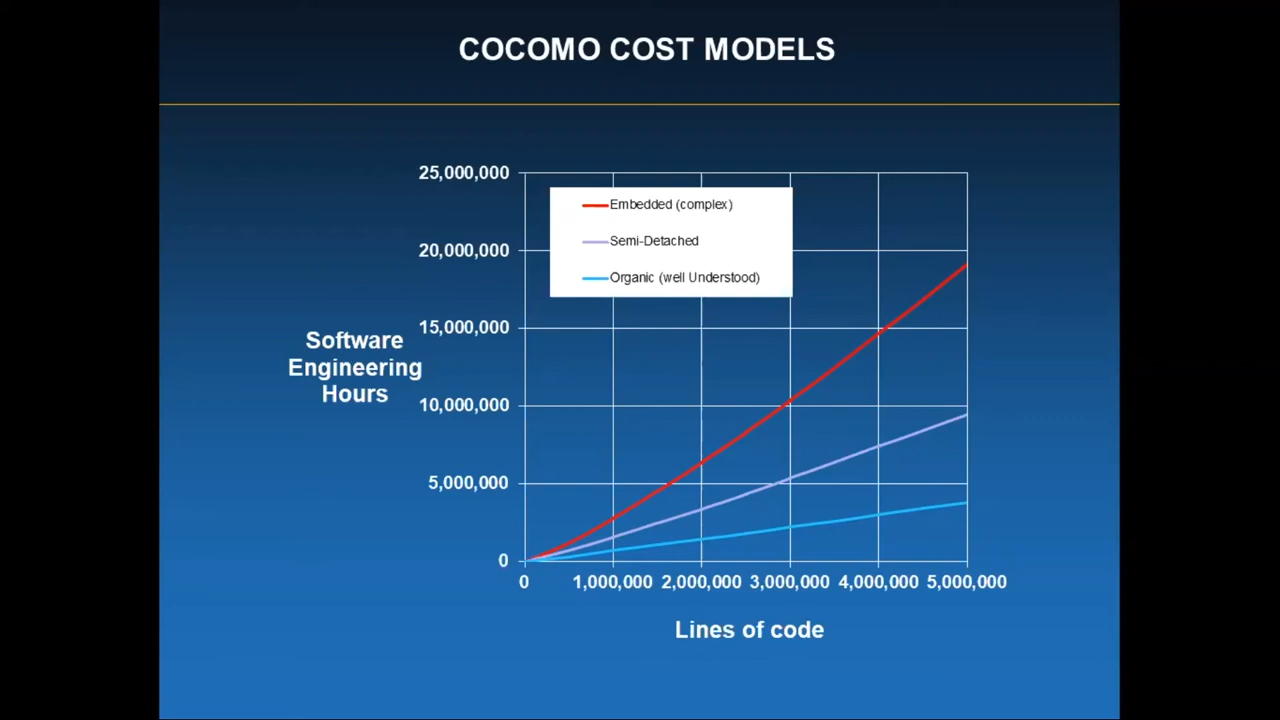 COCOMO COST MODELS
25,000,000
20,000,000
15,000,000
10,000,000
5,000,000
0
Embedded (complex)
Semi-Detached
Organic (well Understood)
Software
Engineering
Hours
0 1,000,000 2,000,000 3,000,000 4,000,000 5,000,000
Lines of code